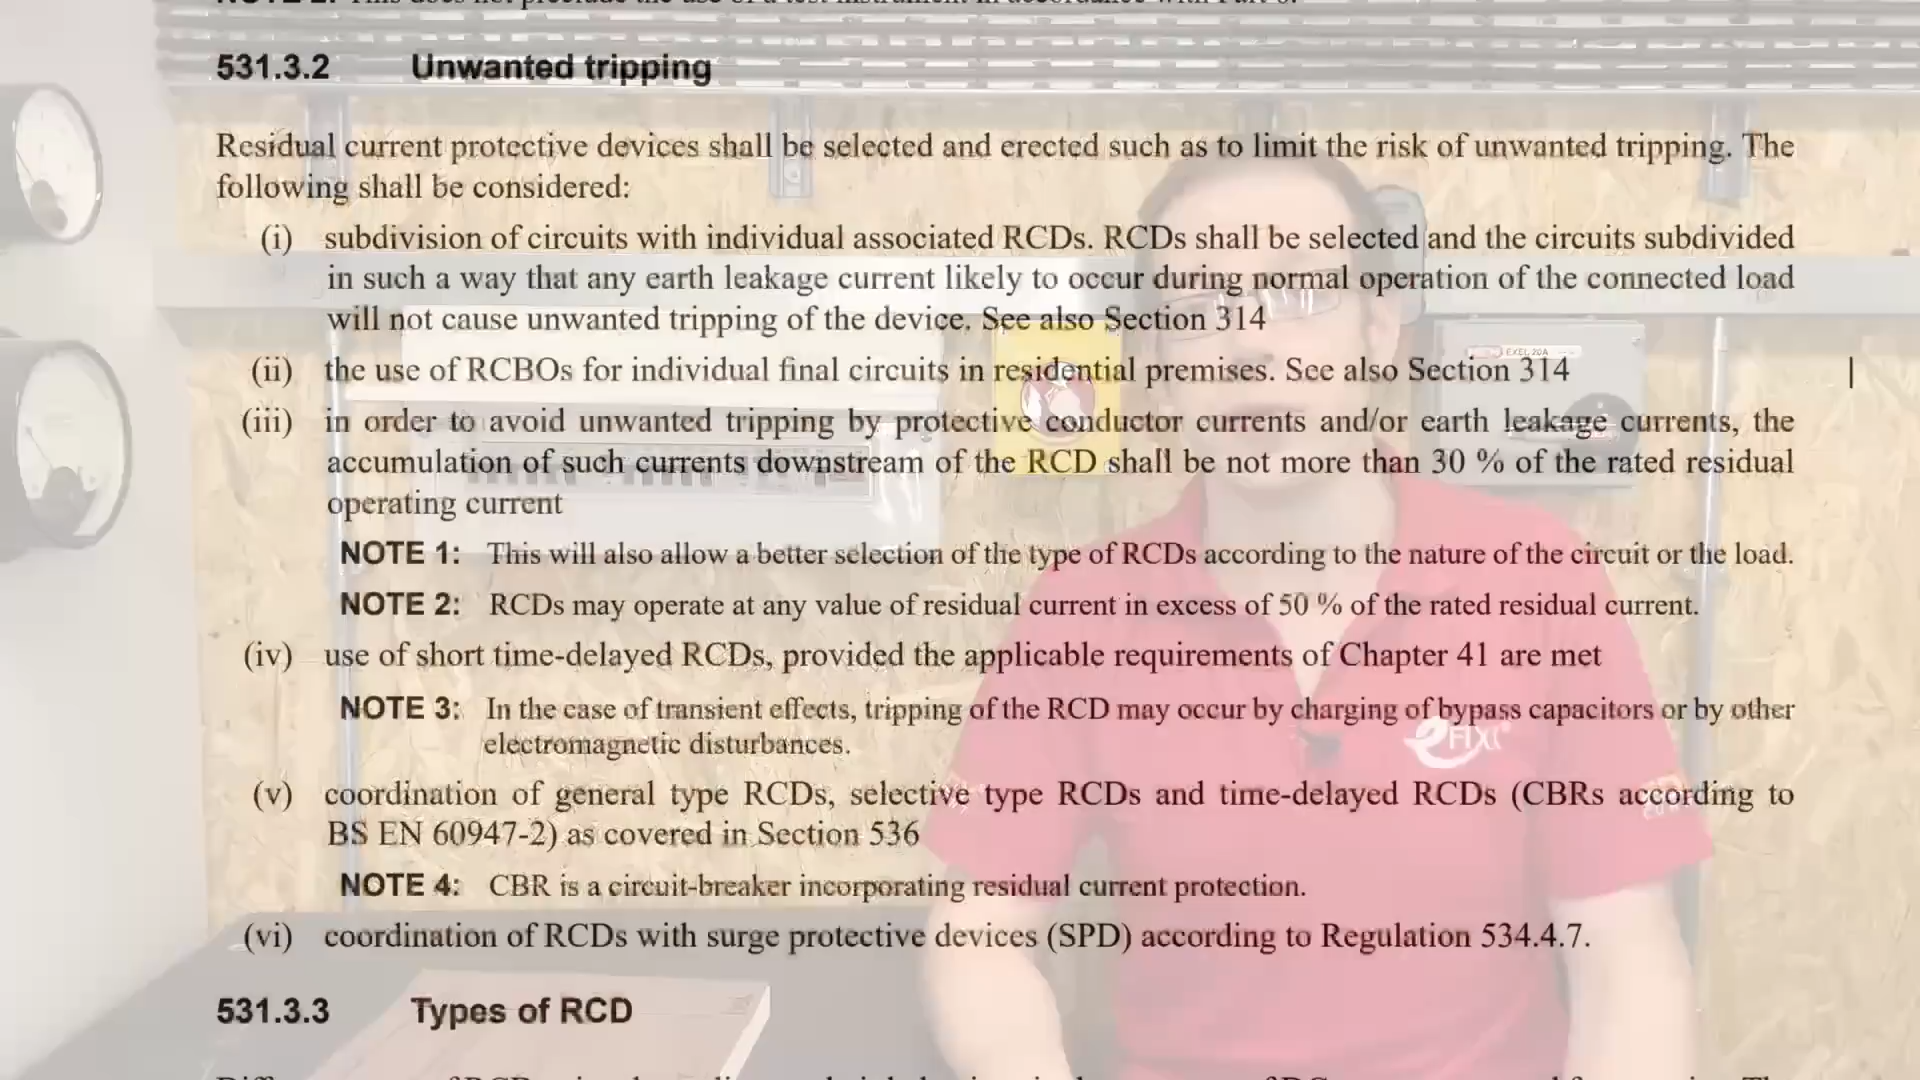 531.3.2 Unwanted tripping
Residual current protective devices shall be selected and erected such as to limit the risk of unwanted tripping. The
following shall be considered:
(i) subdivision of circuits with individual associated RCDs. RCDs shall be selected and the circuits subdivided
in such a way that any earth leakage current likely to occur during normal operation of the connected load
will not cause unwanted tripping of the device. See also Section 314
(ii) the use of RCBOs for individual final circuits in residential premises. See also Section 314
(iii) in order to avoid unwanted tripping by protective conductor currents and/or earth leakage currents, the
accumulation of such currents downstream of the RCD shall be not more than 30 % of the rated residual
operating current
NOTE 1: This will also allow a better selection of the type of RCDs according to the nature of the circuit or the load.
NOTE 2: RCDs may operate at any value of residual current in excess of 50 % of the rated residual current.
(iv) use of short time-delayed RCDs, provided the applicable requirements of Chapter 41 are met
NOTE 3: In the case of transient effects, tripping of the RCD may occur by charging of bypass capacitors or by other
electromagnetic disturbances.
(v) coordination of general type RCDs, selective type RCDs and time-delayed RCDs (CBRs according to
BS EN 60947-2) as covered in Section 536
NOTE 4: CBR is a circuit-breaker incorporating residual current protection.
(vi) coordination of RCDs with surge protective devices (SPD) according to Regulation 534.4.7.
531.3.3 Types of RCD
EXEL 20A
eFIXX